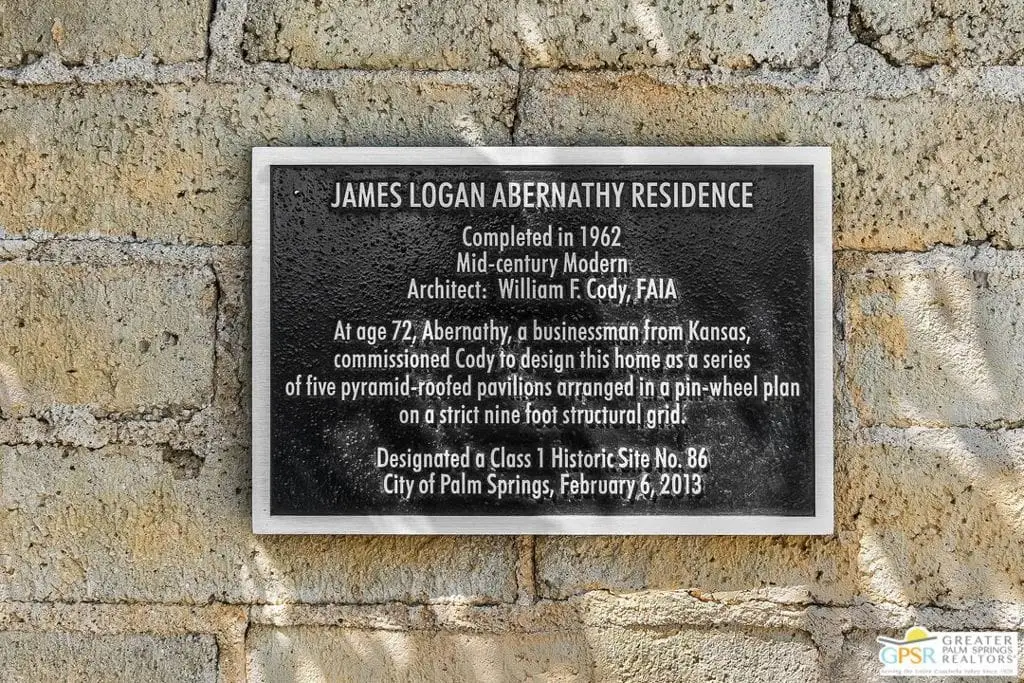 JAMES LOGAN ABERNATHY RESIDENCE
Completed in 1962
Mid-century Modern
Architect: William F. Cody, FAIA
At age 72, Abernathy, a businessman from Kansas,
commissioned Cody to design this home as a series
of five pyramid-roofed pavilions arranged in a pin-wheel plan
on a strict nine foot structural grid.
Designated a Class 1 Historic Site No. 86
City of Palm Springs, February 6, 2013
GPSR
GREATER
PALM SPRINGS
REALTORS®